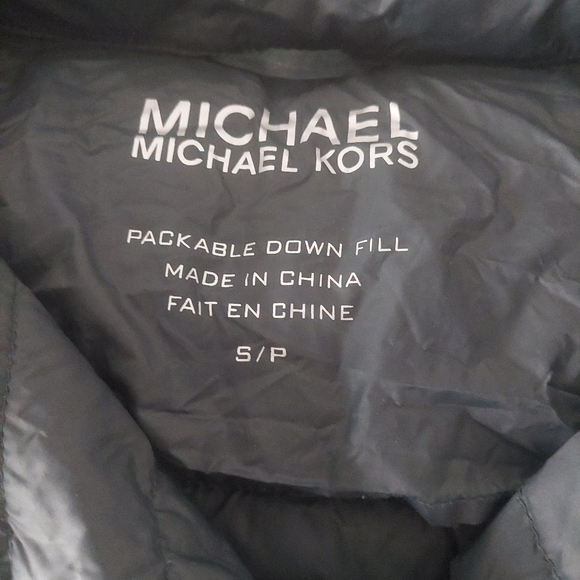 MICHAEL
MICHAEL KORS
PACKABLE DOWN FILL
MADE IN CHINA
FAIT EN CHINE
S/P